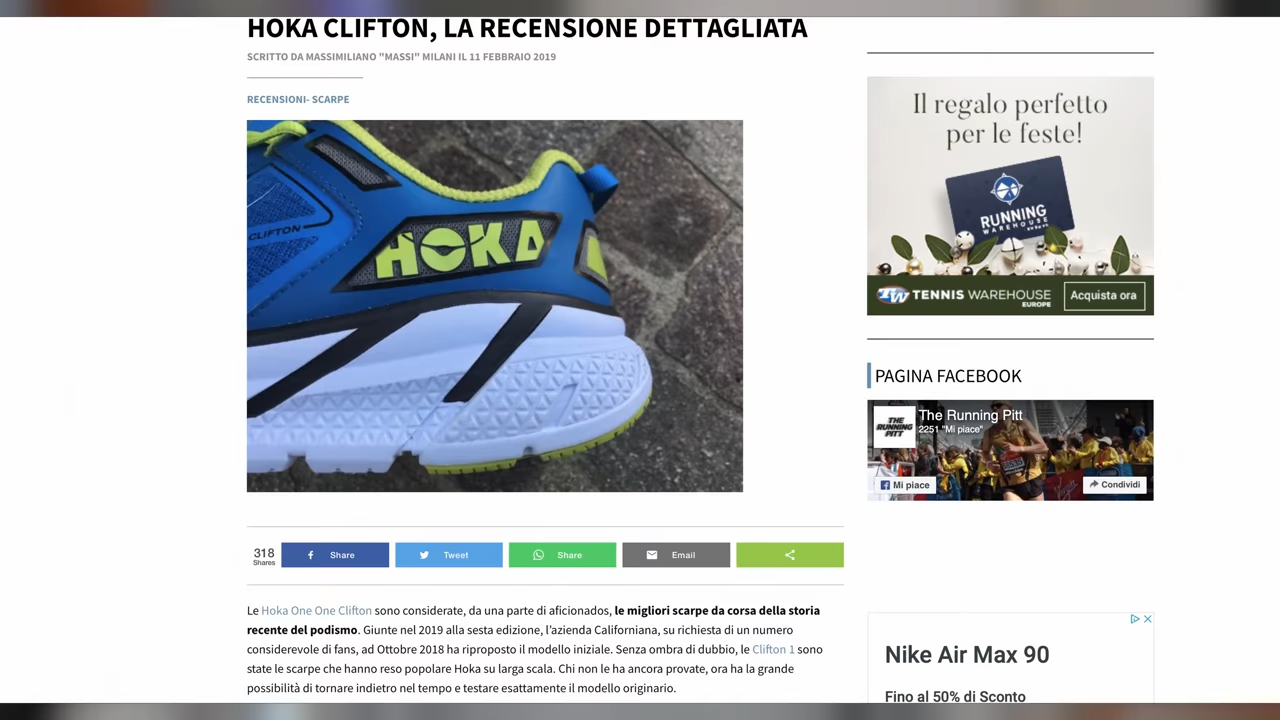 HOKA CLIFTON, LA RECENSIONE DETTAGLIATA
SCRITTO DA MASSIMILIANO "MASSI" MILANI IL 11 FEBBRAIO 2019
RECENSIONI- SCARPE
CLIFTON
HOKA
318
Shares
Share
Tweet
Share
Email
Le Hoka One One Clifton sono considerate, da una parte di aficionados, le migliori scarpe da corsa della storia
recente del podismo. Giunte nel 2019 alla sesta edizione, l'azienda Californiana, su richiesta di un numero
considerevole di fans, ad Ottobre 2018 ha riproposto il modello iniziale. Senza ombra di dubbio, le Clifton 1 sono
state le scarpe che hanno reso popolare Hoka su larga scala. Chi non le ha ancora provate, ora ha la grande
possibilità di tornare indietro nel tempo e testare esattamente il modello originario.
Il regalo perfetto
per le feste!
RUNNING
WAREHOUSE
TW TENNIS WAREHOUSE
EUROPE
Acquista ora
PAGINA FACEBOOK
THE
RUNNING
PITT
The Running Pitt
2251 "Mi piace"
Mi piace
Condividi
Nike Air Max 90
Fino al 50% di Sconto